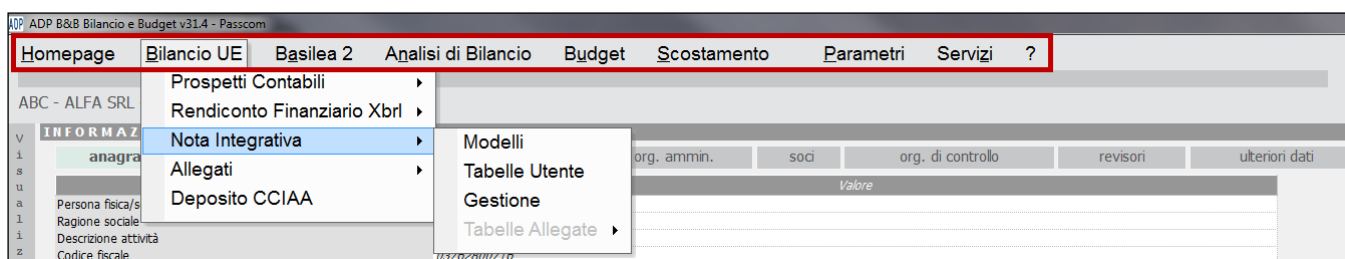 ADP ADP B&B Bilancio e Budget v31.4 - Passcom
Homepage Bilancio UE Basilea 2 Analisi di Bilancio Budget Scostamento Parametri Servizi ?
Prospetti Contabili
ABC - ALFA SRL
Rendiconto Finanziario Xbrl
INFORMAZ
Nota Integrativa Modelli
anagra org. ammin. soci org. di controllo revisori ulteriori dati
Allegati Tabelle Utente
Valore
Deposito CCIAA Gestione
Persona fisica/s
Ragione sociale
Tabelle Allegate
Descrizione attività
Codice fiscale
V
i
s
u
a
l
i
z